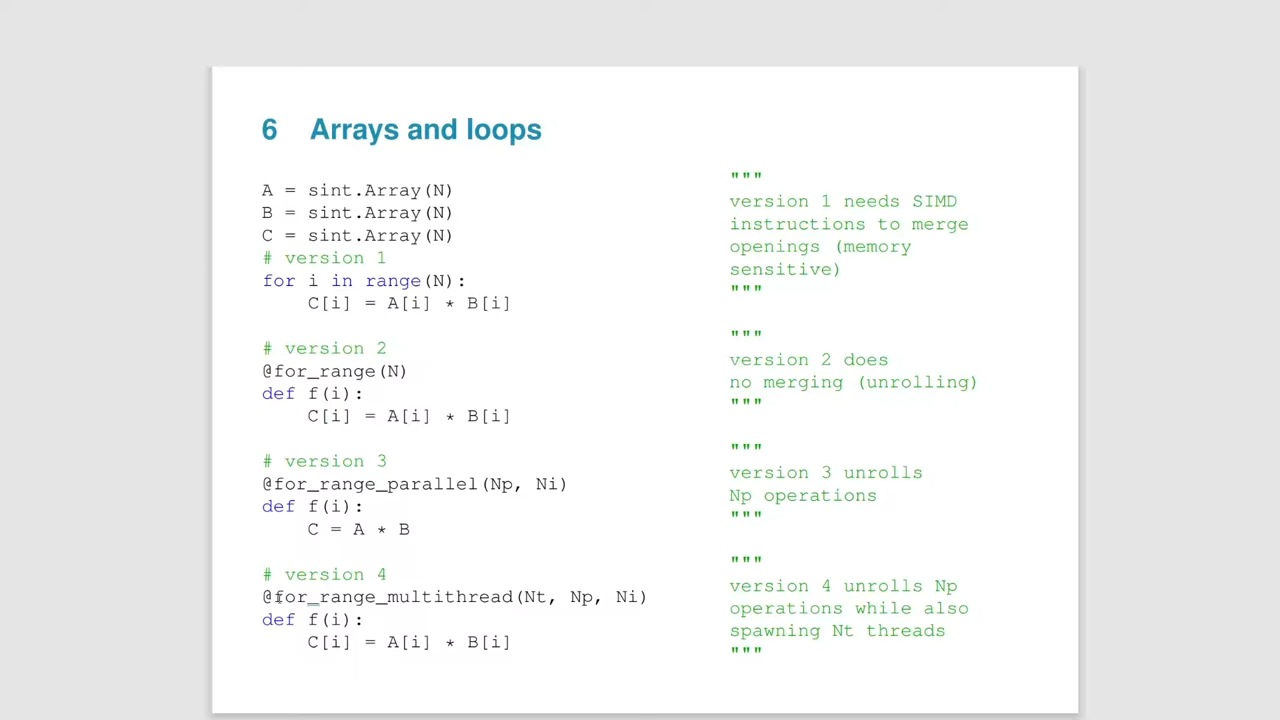 6 Arrays and loops
A = sint.Array(N)
B = sint.Array(N)
C = sint.Array(N)
# version 1
for i in range(N):
    C[i] = A[i] * B[i]
# version 2
@for_range(N)
def f(i):
    C[i] = A[i] * B[i]
# version 3
@for_range_parallel(Np, Ni)
def f(i):
    C = A * B
# version 4
@for_range_multithread(Nt, Np, Ni)
def f(i):
    C[i] = A[i] * B[i]
"""
version 1 needs SIMD
instructions to merge
openings (memory
sensitive)
"""
"""
version 2 does
no merging (unrolling)
"""
"""
version 3 unrolls
Np operations
"""
"""
version 4 unrolls Np
operations while also
spawning Nt threads
"""